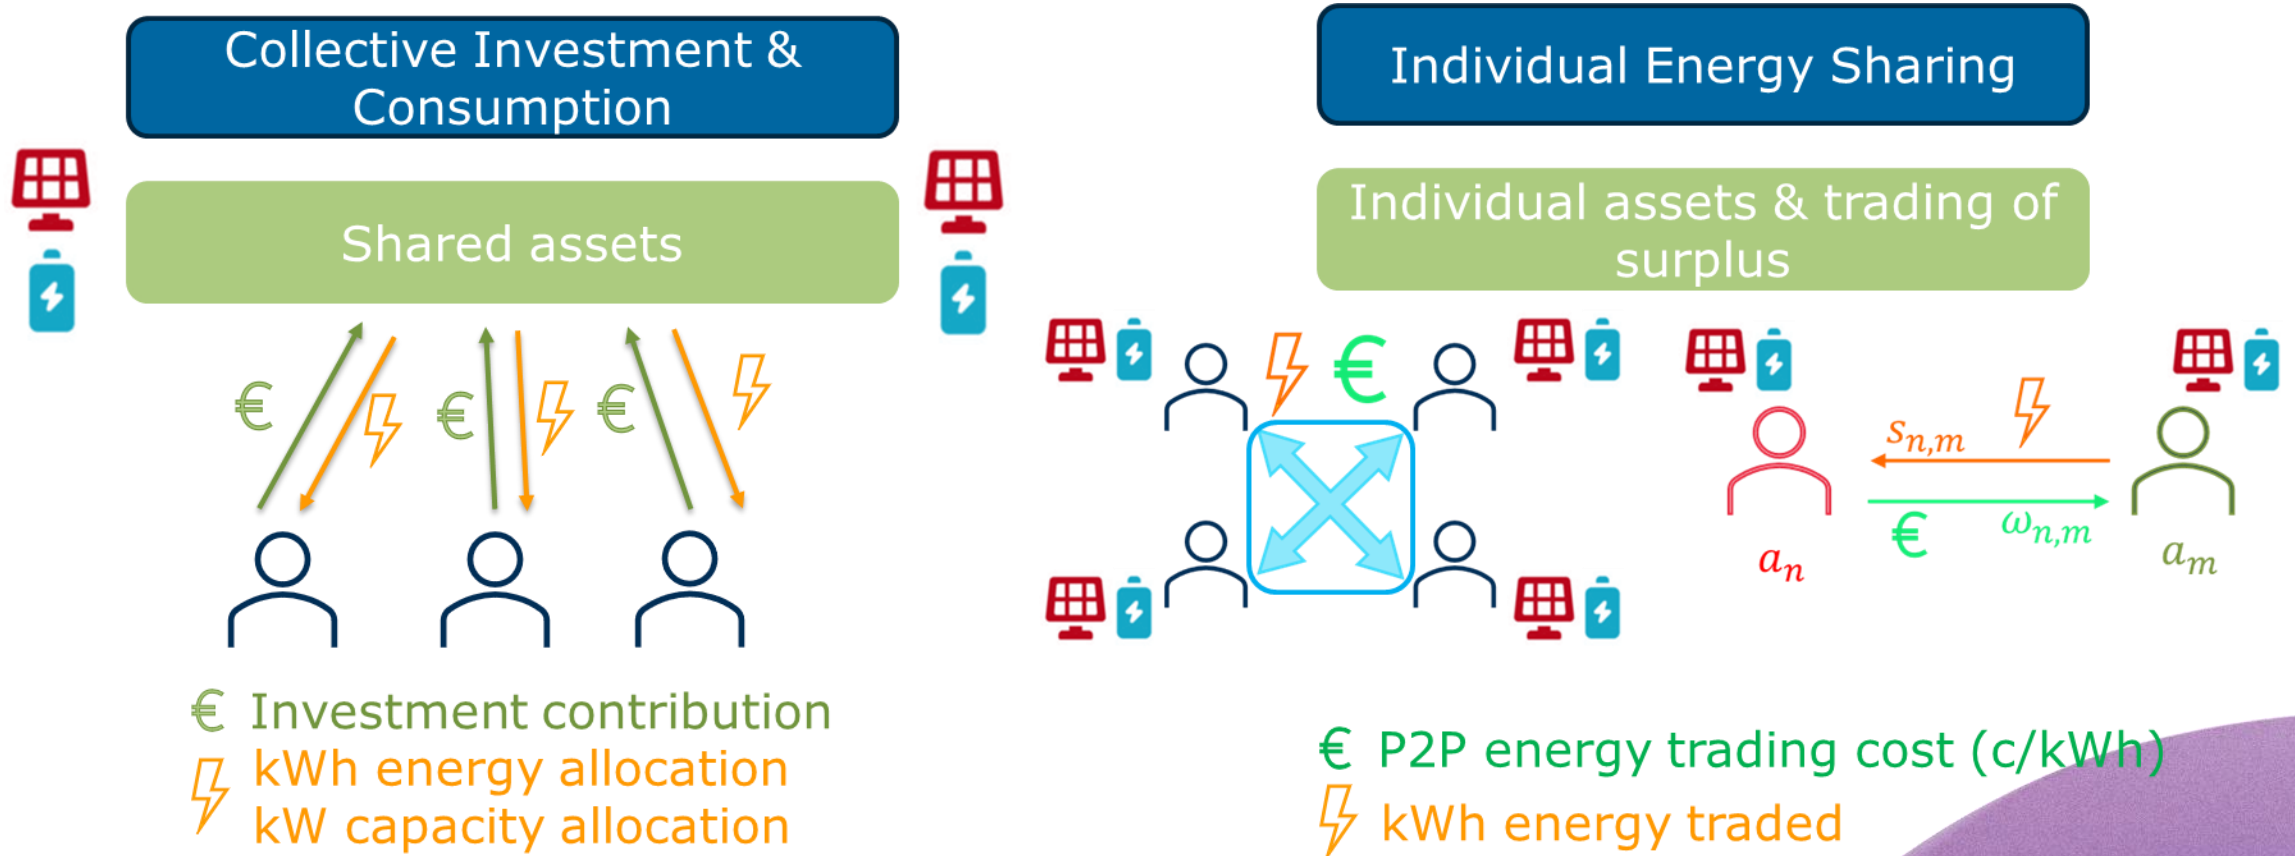 Collective Investment &
Consumption
Shared assets
€
€
€
€ Investment contribution
kWh energy allocation
kW capacity allocation
Individual Energy Sharing
Individual assets & trading of
surplus
€
s_{n,m}
€ ω_{n,m}
a_n
a_m
€ P2P energy trading cost (c/kWh)
kWh energy traded